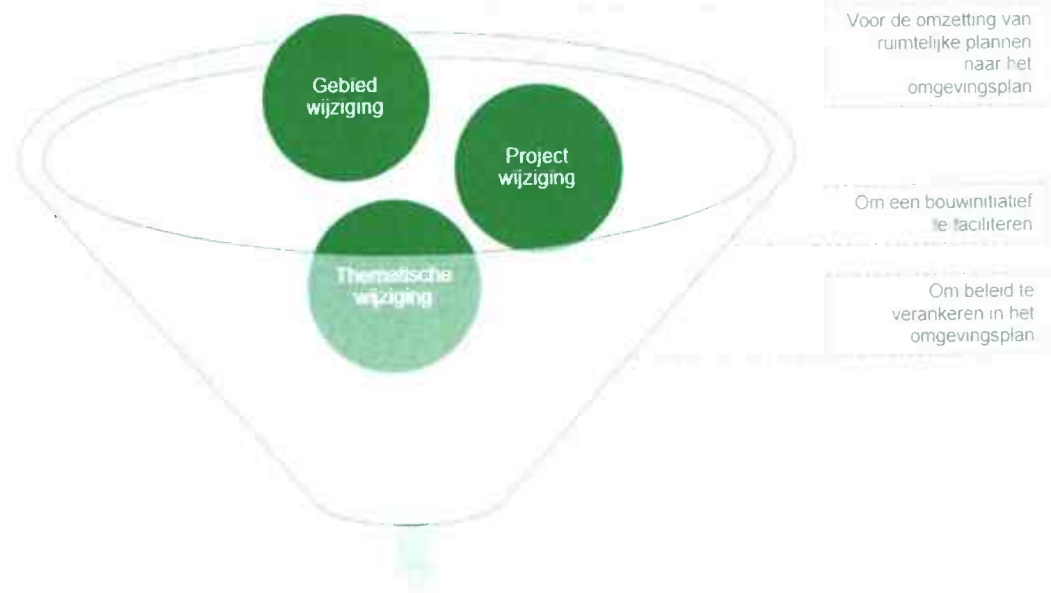 Voor de omzetting van
ruimtelijke plannen
naar het
omgevingsplan
Gebied
wijziging
Project
wijziging
Om een bouwinitiatief
te faciliteren
Thematische
wijziging
Om beleid te
verankeren in het
omgevingsplan